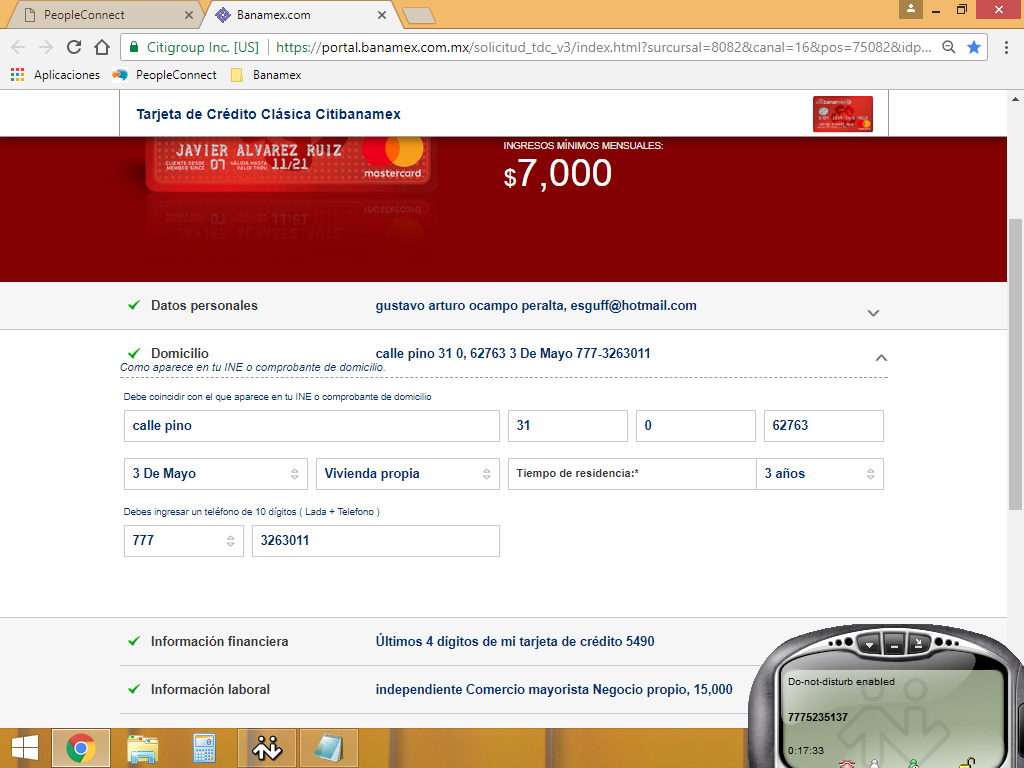 PeopleConnect
Banamex.com
Citigroup Inc. [US]
https://portal.banamex.com.mx/solicitud_tdc_v3/index.html?surcursal=8082&canal=16&pos=75082&idp...
Aplicaciones
PeopleConnect
Banamex
Tarjeta de Crédito Clásica Citibanamex
JAVIER ALVAREZ RUIZ
CLIENTE DESDE
MEMBER SINCE
07
VÁLIDA HASTA
VALID THRU
11/21
mastercard
INGRESOS MÍNIMOS MENSUALES:
$7,000
Datos personales
gustavo arturo ocampo peralta, esguff@hotmail.com
Domicilio
calle pino 31 0, 62763 3 De Mayo 777-3263011
Como aparece en tu INE o comprobante de domicilio.
Debe coincidir con el que aparece en tu INE o comprobante de domicilio
calle pino
31
0
62763
3 De Mayo
Vivienda propia
Tiempo de residencia:*
3 años
Debes ingresar un teléfono de 10 dígitos ( Lada + Telefono )
777
3263011
Información financiera
Últimos 4 dígitos de mi tarjeta de crédito 5490
Información laboral
independiente Comercio mayorista Negocio propio, 15,000
Do-not-disturb enabled
7775235137
0:17:33